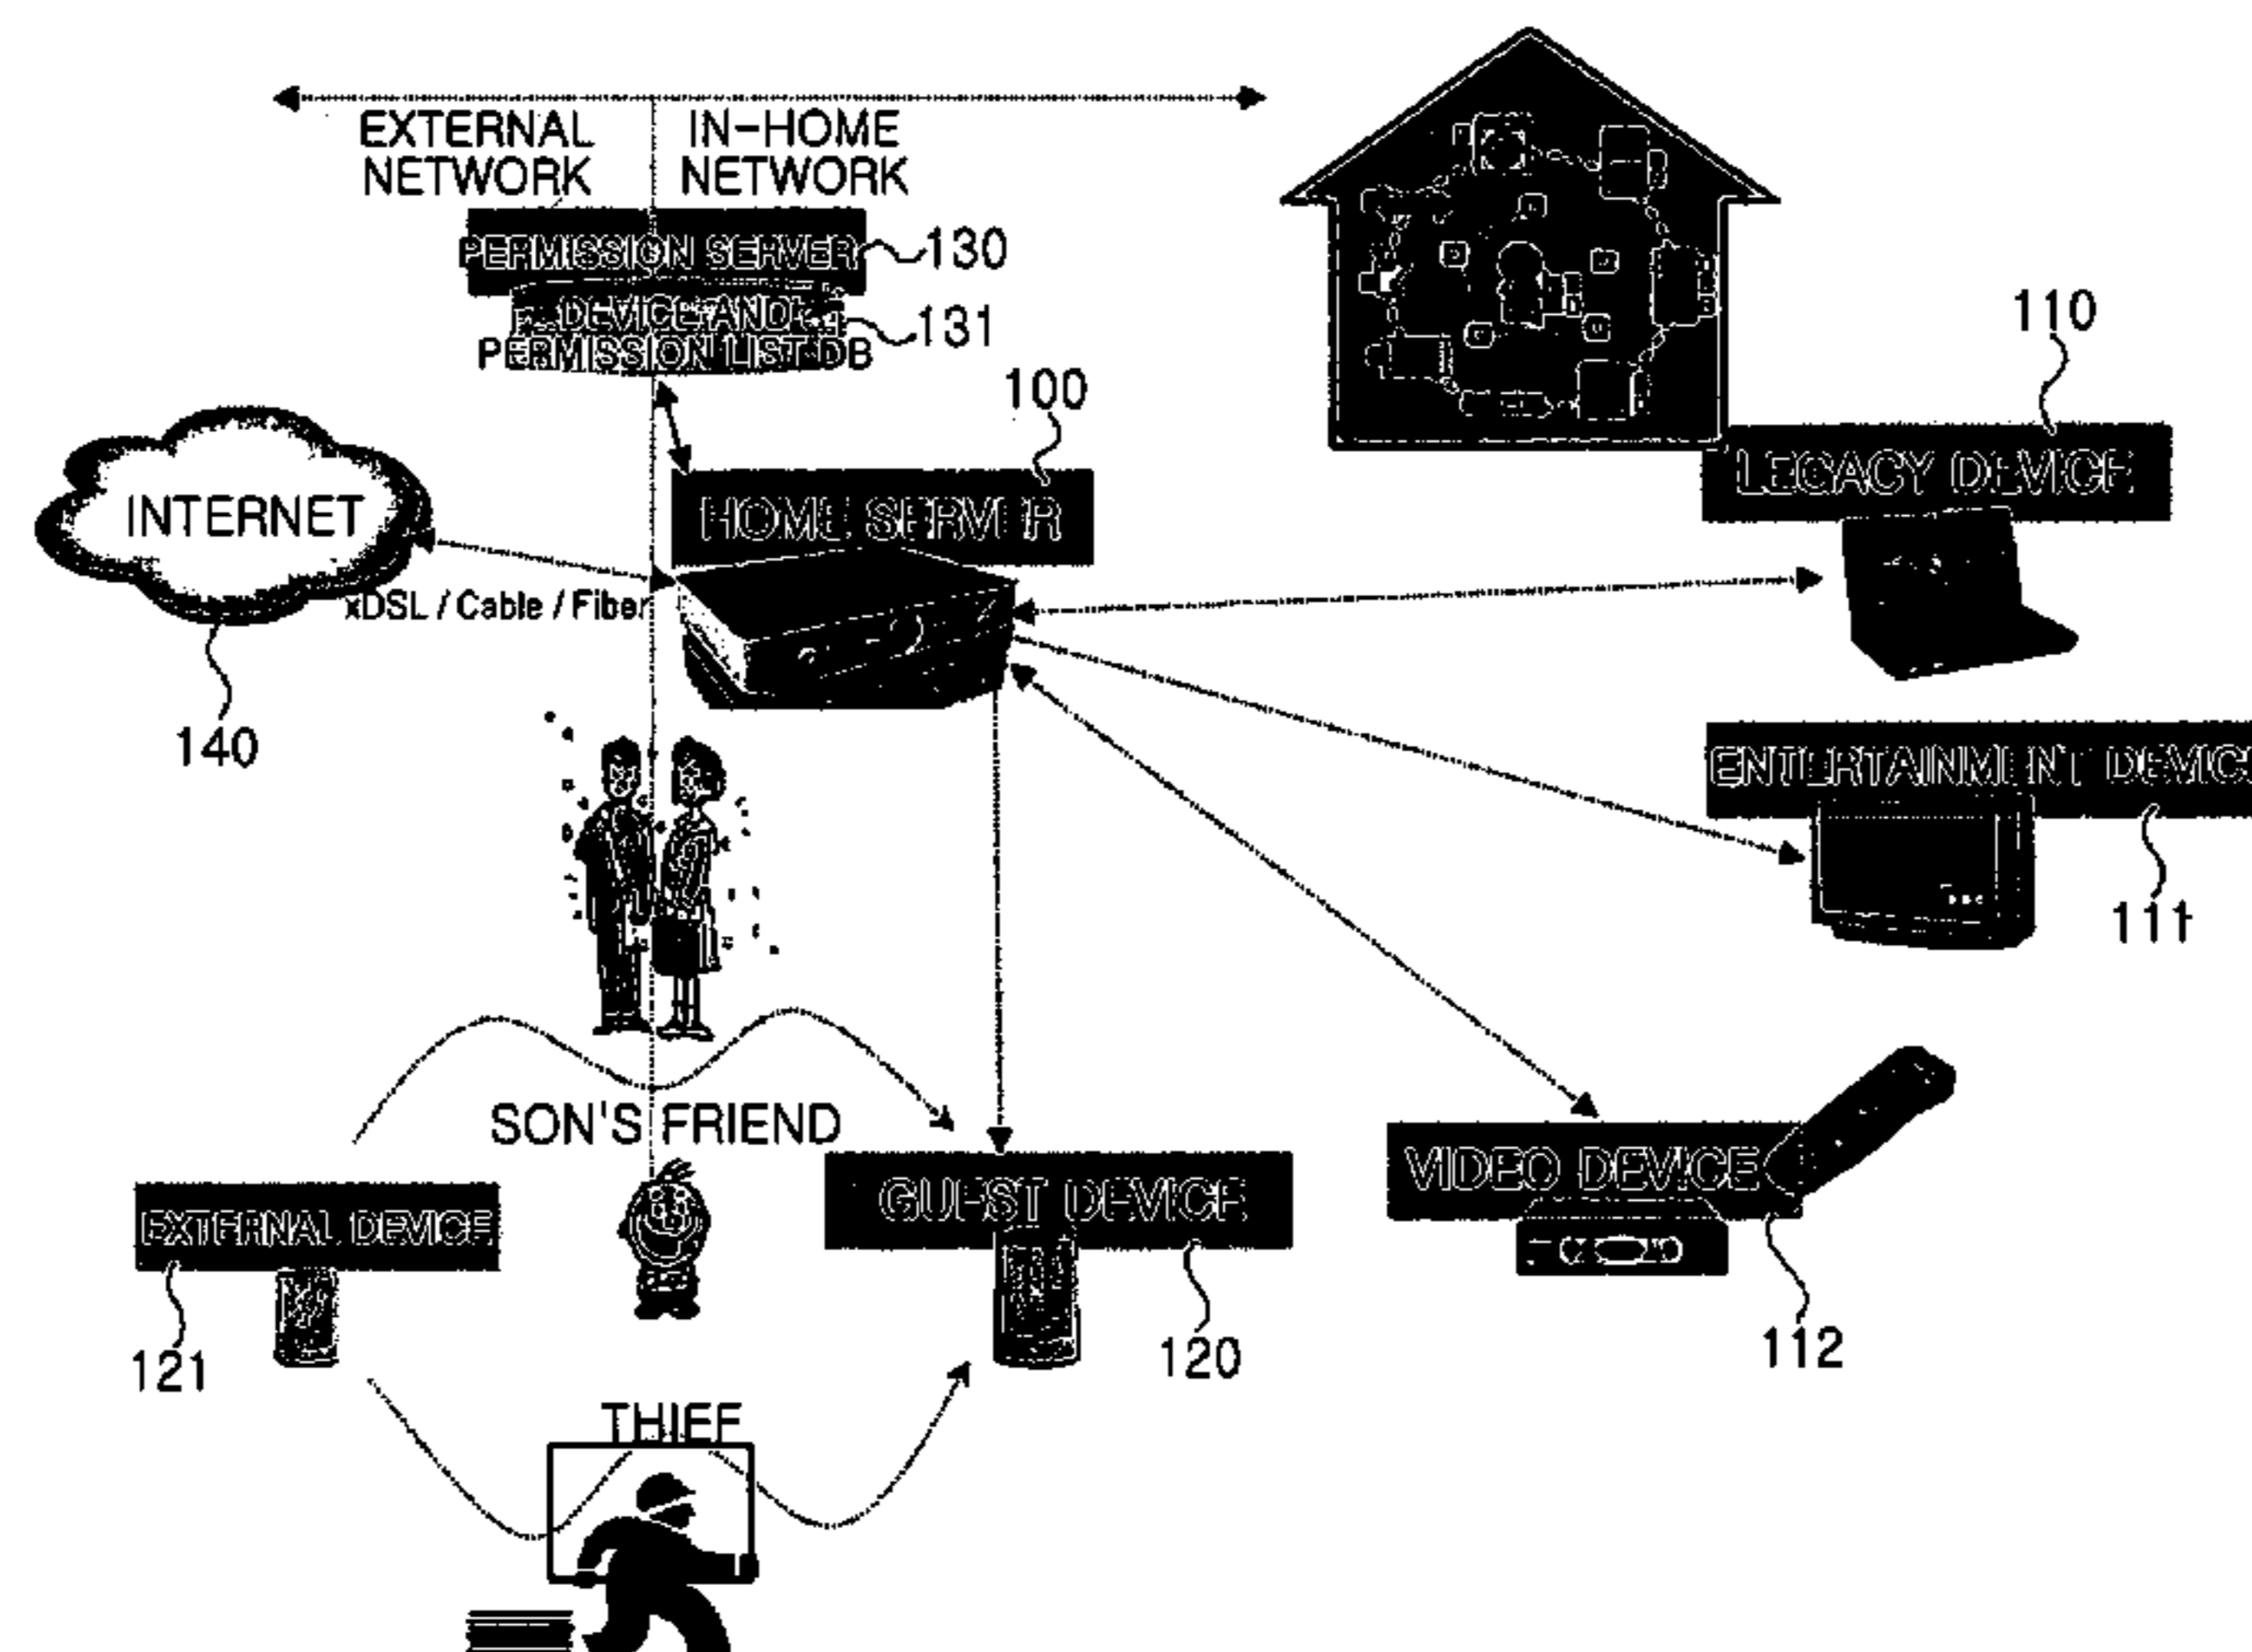 EXTERNAL
NETWORK
IN-HOME
NETWORK
PERMISSION SERVER
130
DEVICE AND
PERMISSION LIST DB
131
100
110
INTERNET
HOME SERVER
LEGACY DEVICE
xDSL / Cable / Fiber
140
ENTERTAINMENT DEVICE
111
SON'S FRIEND
EXTERNAL DEVICE
GUEST DEVICE
VIDEO DEVICE
121
120
112
THIEF